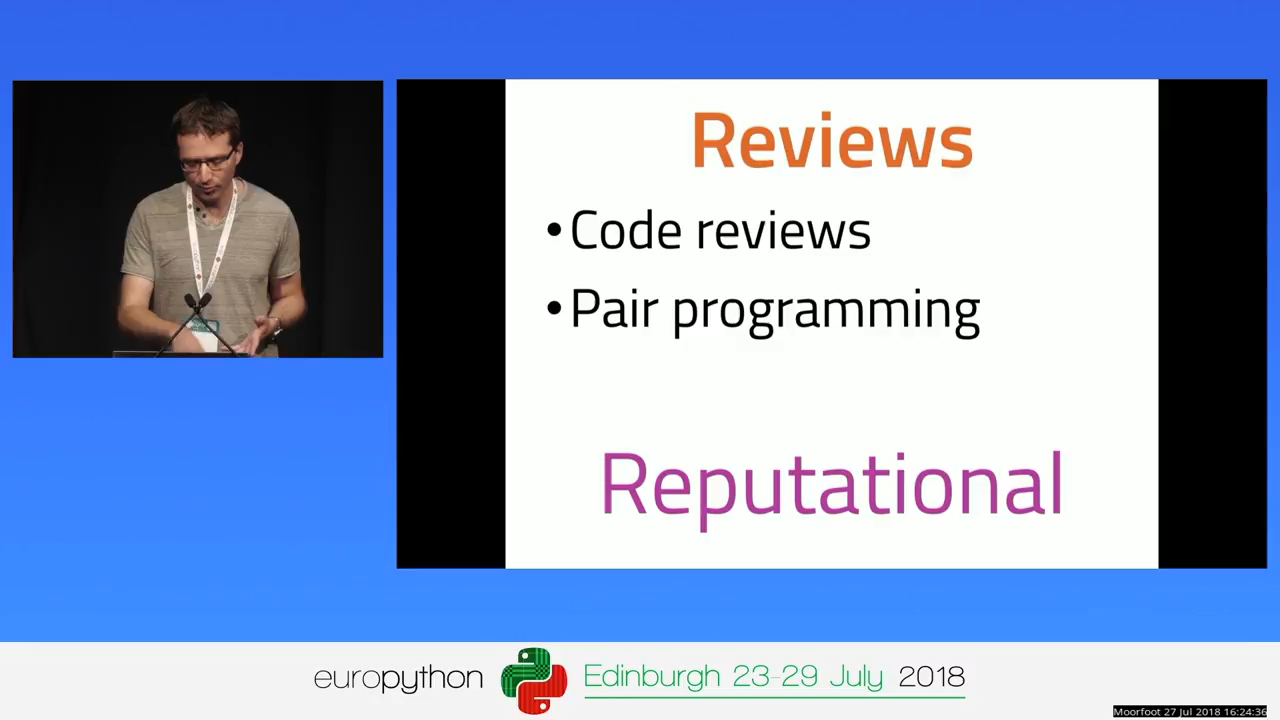 Reviews
• Code reviews
• Pair programming
Reputational
europython Edinburgh 23-29 July 2018
Moorfoot 27 Jul 2018 16:24:36